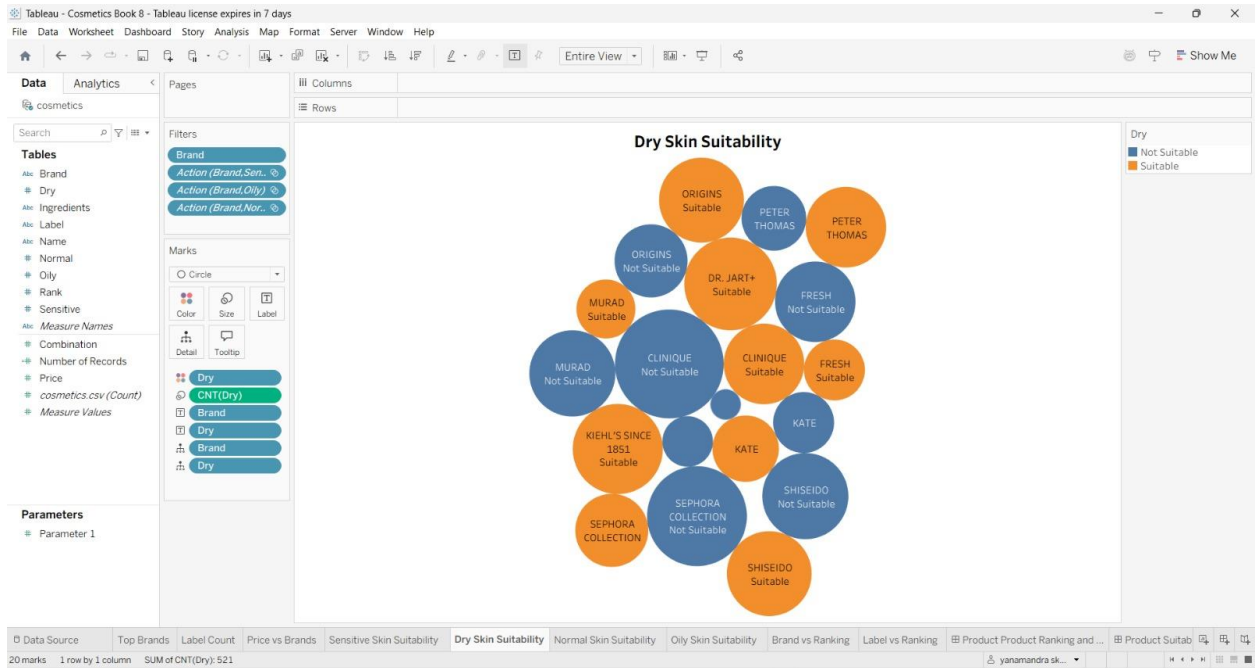 Tableau - Cosmetics Book 8 - Tableau license expires in 7 days
File Data Worksheet Dashboard Story Analysis Map Format Server Window Help
Entire View
Show Me
Data Analytics
cosmetics
Search
Tables
Abc Brand
# Dry
Abc Ingredients
Abc Label
Abc Name
# Normal
# Oily
# Rank
# Sensitive
Abc Measure Names
# Combination
=# Number of Records
# Price
# cosmetics.csv (Count)
# Measure Values
Parameters
# Parameter 1
Pages
Filters
Brand
Action (Brand,Sen..
Action (Brand,Oily)
Action (Brand,Nor..
Marks
Circle
Color Size Label
Detail Tooltip
Dry
CNT(Dry)
Brand
Dry
Brand
Dry
Columns
Rows
Dry Skin Suitability
ORIGINS
Suitable
PETER
THOMAS
PETER
THOMAS
ORIGINS
Not Suitable
DR. JART+
Suitable
FRESH
Not Suitable
MURAD
Suitable
CLINIQUE
Not Suitable
CLINIQUE
Suitable
FRESH
Suitable
MURAD
Not Suitable
KATE
KIEHL'S SINCE
1851
Suitable
KATE
SHISEIDO
Not Suitable
SEPHORA
COLLECTION
Not Suitable
SEPHORA
COLLECTION
SHISEIDO
Suitable
Dry
Not Suitable
Suitable
Data Source Top Brands Label Count Price vs Brands Sensitive Skin Suitability Dry Skin Suitability Normal Skin Suitability Oily Skin Suitability Brand vs Ranking Label vs Ranking Product Product Ranking and ... Product Suitab
20 marks 1 row by 1 column SUM of CNT(Dry): 521
yanamandra sk...